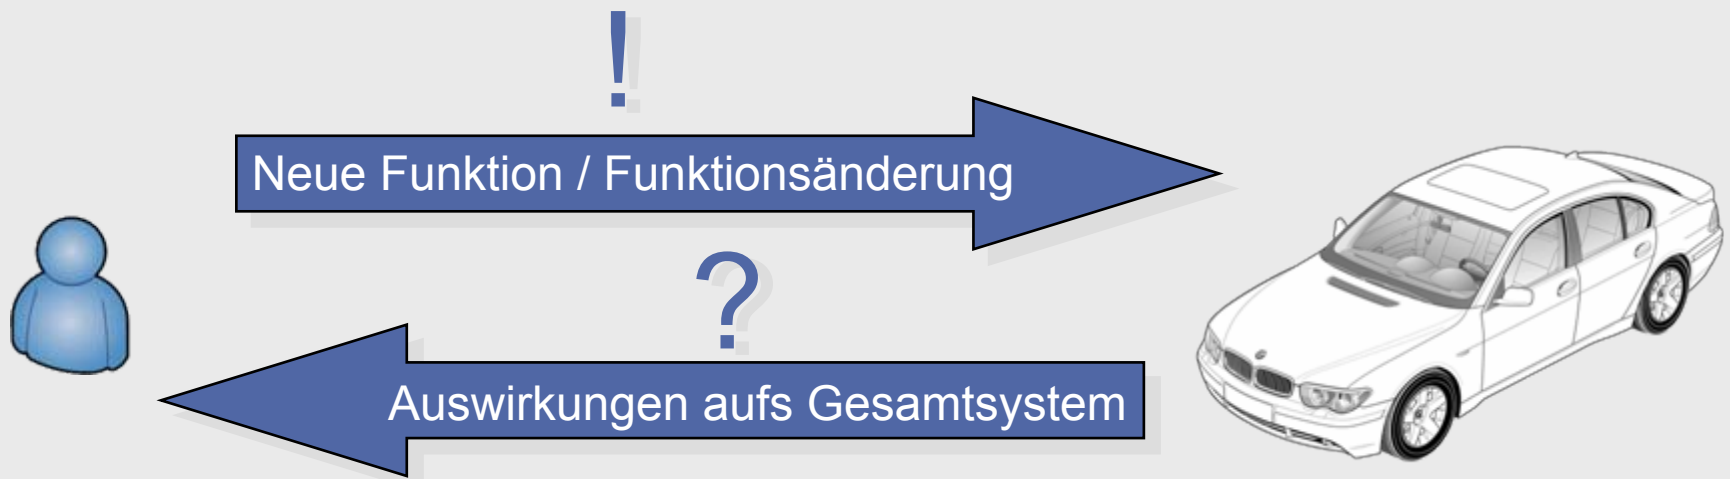 !
Neue Funktion / Funktionsänderung
?
Auswirkungen aufs Gesamtsystem